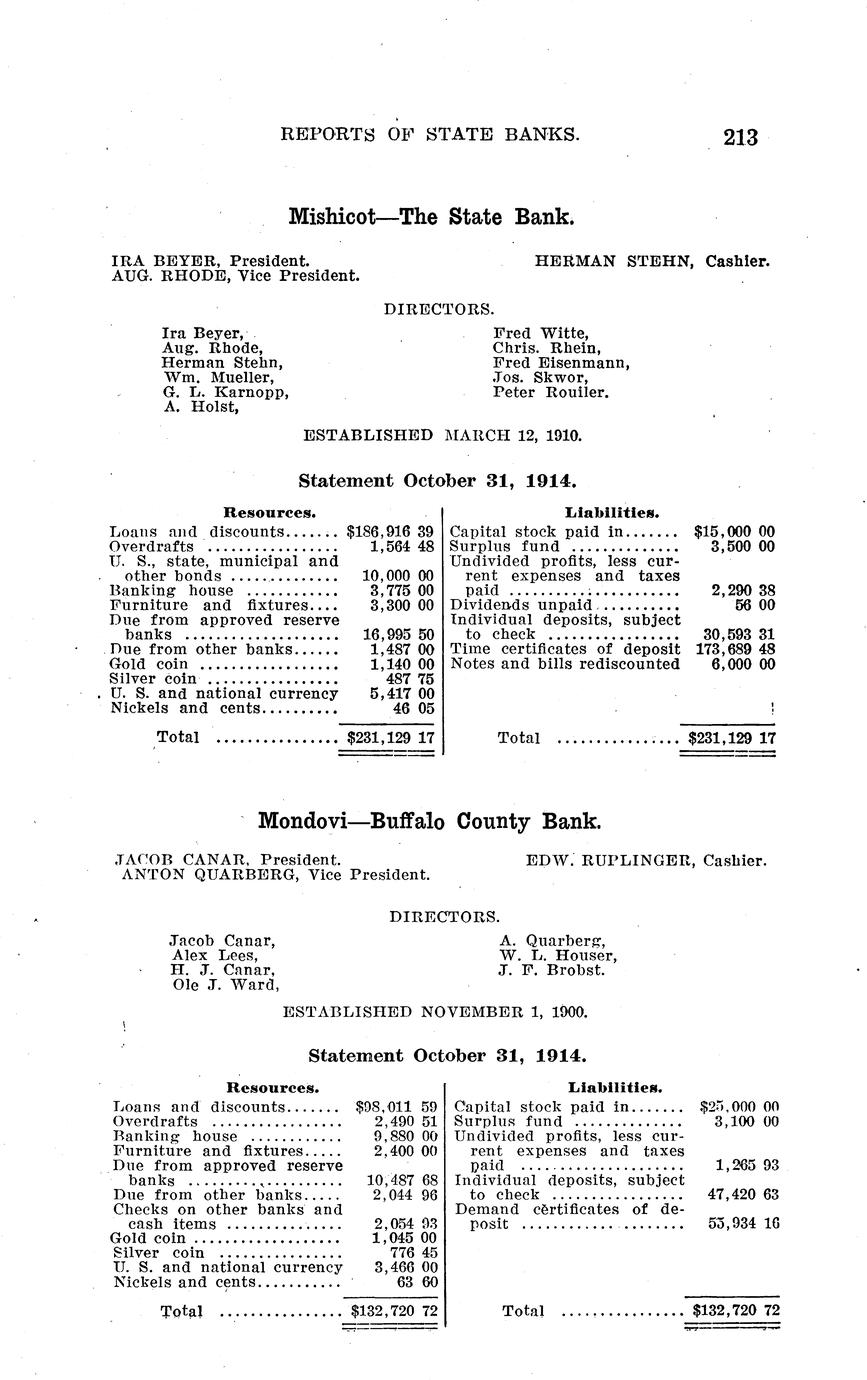 REPORTS OF STATE BANKS. 213
Mishicot—The State Bank.
IRA BEYER, President. HERMAN STEHN, Cashier.
AUG. RHODE, Vice President.
DIRECTORS.
Ira Beyer, Fred Witte,
Aug. Rhode, Chris. Rhein,
Herman Stehn, Fred Eisenmann,
Wm. Mueller, Jos. Skwor,
G. L. Karnopp, Peter Rouiler.
A. Holst,
ESTABLISHED MARCH 12, 1910.
Statement October 31, 1914.
Resources.
Loans and discounts....... $186,916 39
Overdrafts ................. 1,564 48
U. S., state, municipal and
other bonds .............. 10,000 00
Banking house ............ 3,775 00
Furniture and fixtures.... 3,300 00
Due from approved reserve
banks .................... 16,995 50
Due from other banks...... 1,487 00
Gold coin .................. 1,140 00
Silver coin ................. 487 75
U. S. and national currency 5,417 00
Nickels and cents.......... 46 05
Total ................ $231,129 17
Liabilities.
Capital stock paid in....... $15,000 00
Surplus fund .............. 3,500 00
Undivided profits, less cur-
rent expenses and taxes
paid ...................... 2,290 38
Dividends unpaid ........... 56 00
Individual deposits, subject
to check ................. 30,593 31
Time certificates of deposit 173,689 48
Notes and bills rediscounted 6,000 00
Total ................ $231,129 17
Mondovi—Buffalo County Bank.
JACOB CANAR, President. EDW. RUPLINGER, Cashier.
ANTON QUARBERG, Vice President.
DIRECTORS.
Jacob Canar, A. Quarberg,
Alex Lees, W. L. Houser,
H. J. Canar, J. F. Brobst.
Ole J. Ward,
ESTABLISHED NOVEMBER 1, 1900.
Statement October 31, 1914.
Resources.
Loans and discounts....... $98,011 59
Overdrafts ................. 2,490 51
Banking house ............ 9,880 00
Furniture and fixtures..... 2,400 00
Due from approved reserve
banks .................... 10,487 68
Due from other banks..... 2,044 96
Checks on other banks and
cash items ............... 2,054 93
Gold coin ................... 1,045 00
Silver coin ................ 776 45
U. S. and national currency 3,466 00
Nickels and cents........... 63 60
Total ................ $132,720 72
Liabilities.
Capital stock paid in....... $25,000 00
Surplus fund .............. 3,100 00
Undivided profits, less cur-
rent expenses and taxes
paid ..................... 1,265 93
Individual deposits, subject
to check ................. 47,420 63
Demand certificates of de-
posit ..................... 55,934 16
Total ................ $132,720 72